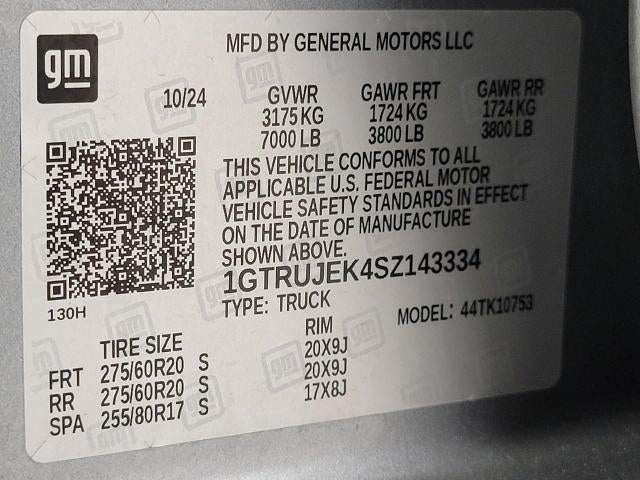 gm
MFD BY GENERAL MOTORS LLC
10/24 GVWR GAWR FRT GAWR RR
3175 KG 1724 KG 1724 KG
7000 LB 3800 LB 3800 LB
THIS VEHICLE CONFORMS TO ALL
APPLICABLE U.S. FEDERAL MOTOR
VEHICLE SAFETY STANDARDS IN EFFECT
ON THE DATE OF MANUFACTURE
SHOWN ABOVE.
1GTRUJEK4SZ143334
130H
TYPE: TRUCK MODEL: 44TK10753
TIRE SIZE RIM
FRT 275/60R20 S 20X9J
RR 275/60R20 S 20X9J
SPA 255/80R17 S 17X8J